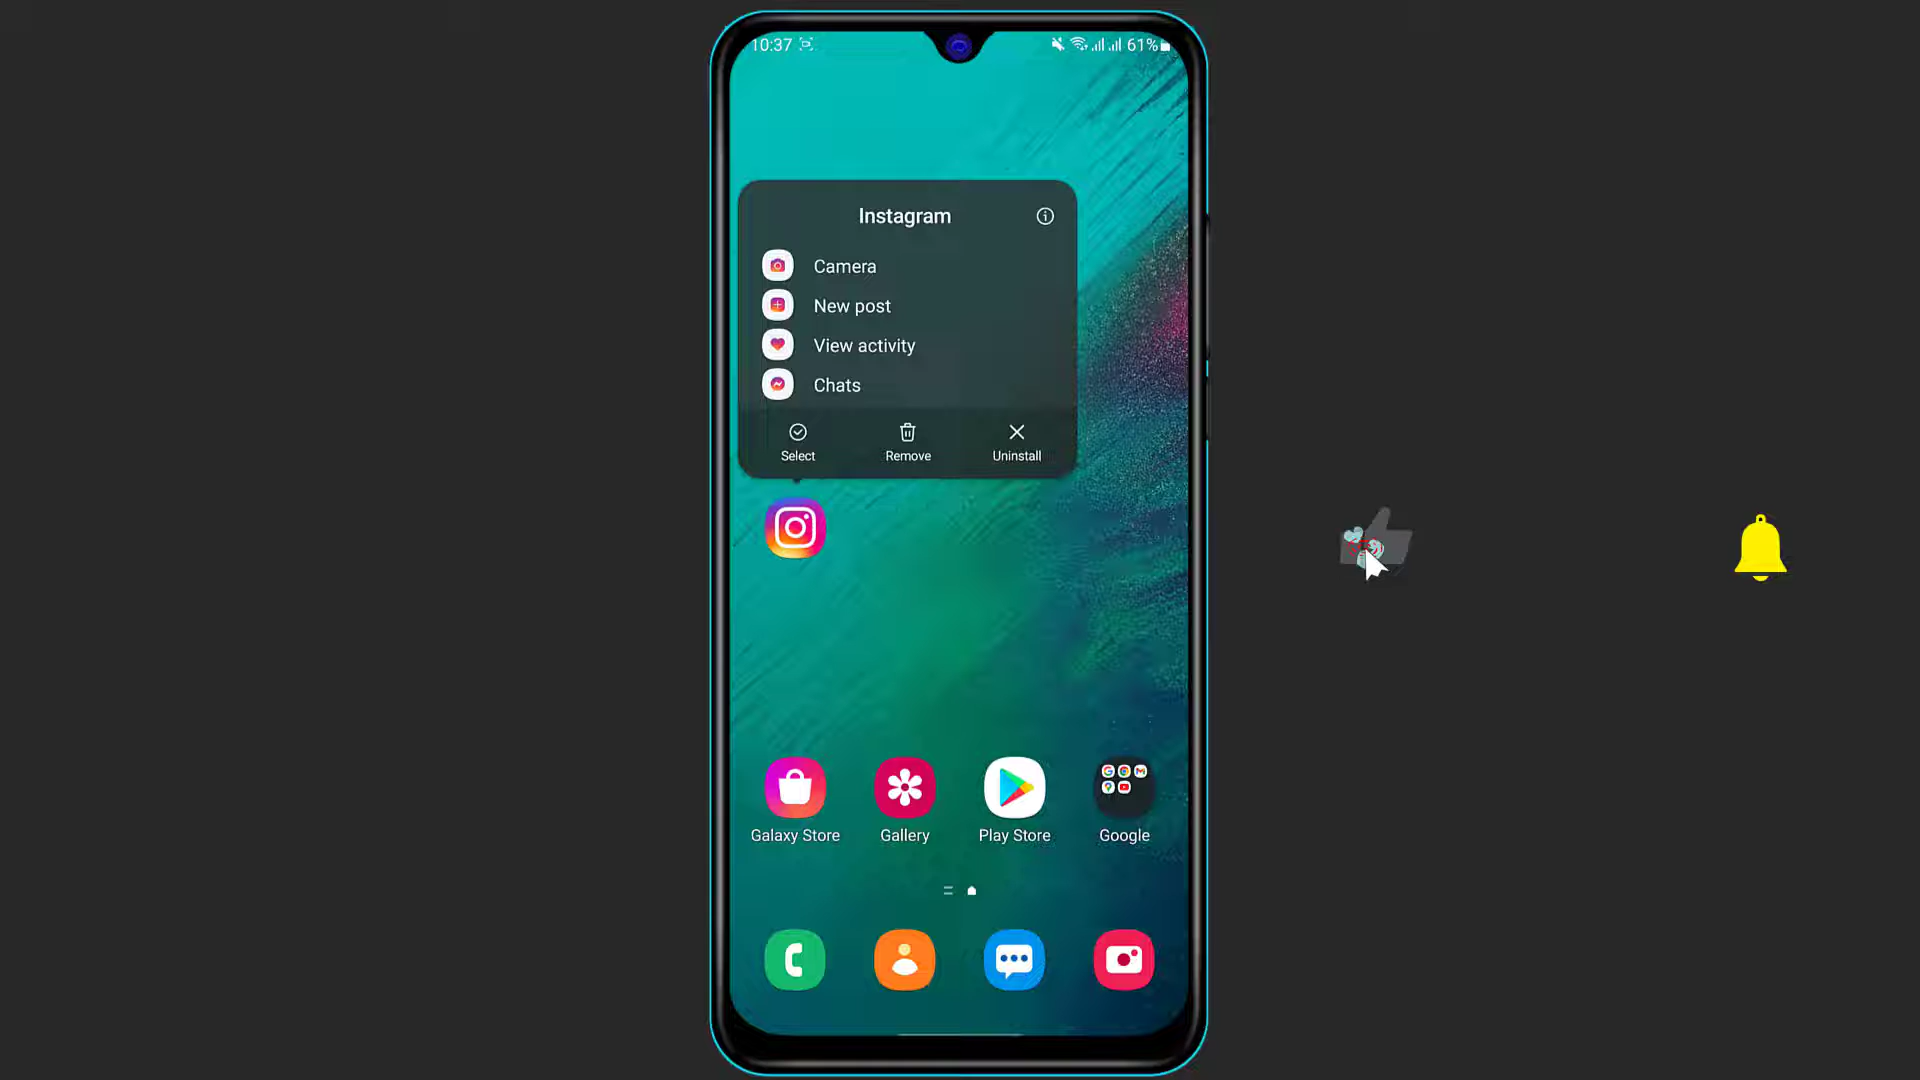 10:37
61%
Instagram
Camera
New post
View activity
Chats
Select Remove Uninstall
Galaxy Store Gallery Play Store Google